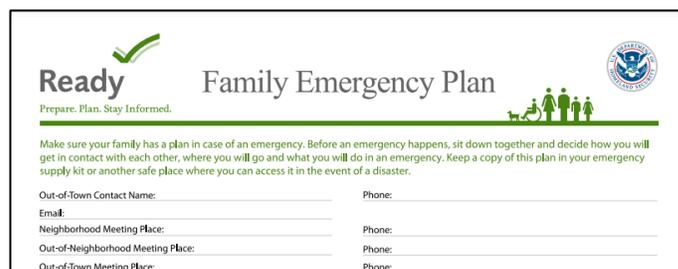 Ready
Prepare. Plan. Stay Informed.
Family Emergency Plan
U.S. DEPARTMENT OF
HOMELAND SECURITY
Make sure your family has a plan in case of an emergency. Before an emergency happens, sit down together and decide how you will
get in contact with each other, where you will go and what you will do in an emergency. Keep a copy of this plan in your emergency
supply kit or another safe place where you can access it in the event of a disaster.
Out-of-Town Contact Name: Phone:
Email:
Neighborhood Meeting Place: Phone:
Out-of-Neighborhood Meeting Place: Phone:
Out-of-Town Meeting Place: Phone: